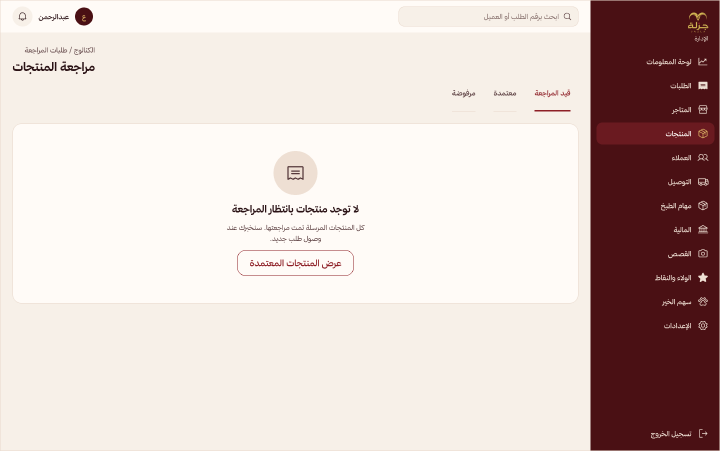 جزلة
الإدارة
لوحة المعلومات
الطلبات
المتاجر
المنتجات
العملاء
التوصيل
مهام الطبخ
المالية
القصص
الولاء والنقاط
سهم الخير
الإعدادات
تسجيل الخروج
ابحث برقم الطلب أو العميل
ع
عبدالرحمن
الكتالوج / طلبات المراجعة
مراجعة المنتجات
قيد المراجعة
معتمدة
مرفوضة
لا توجد منتجات بانتظار المراجعة
كل المنتجات المرسلة تمت مراجعتها. سنخبرك عند
وصول طلب جديد.
عرض المنتجات المعتمدة